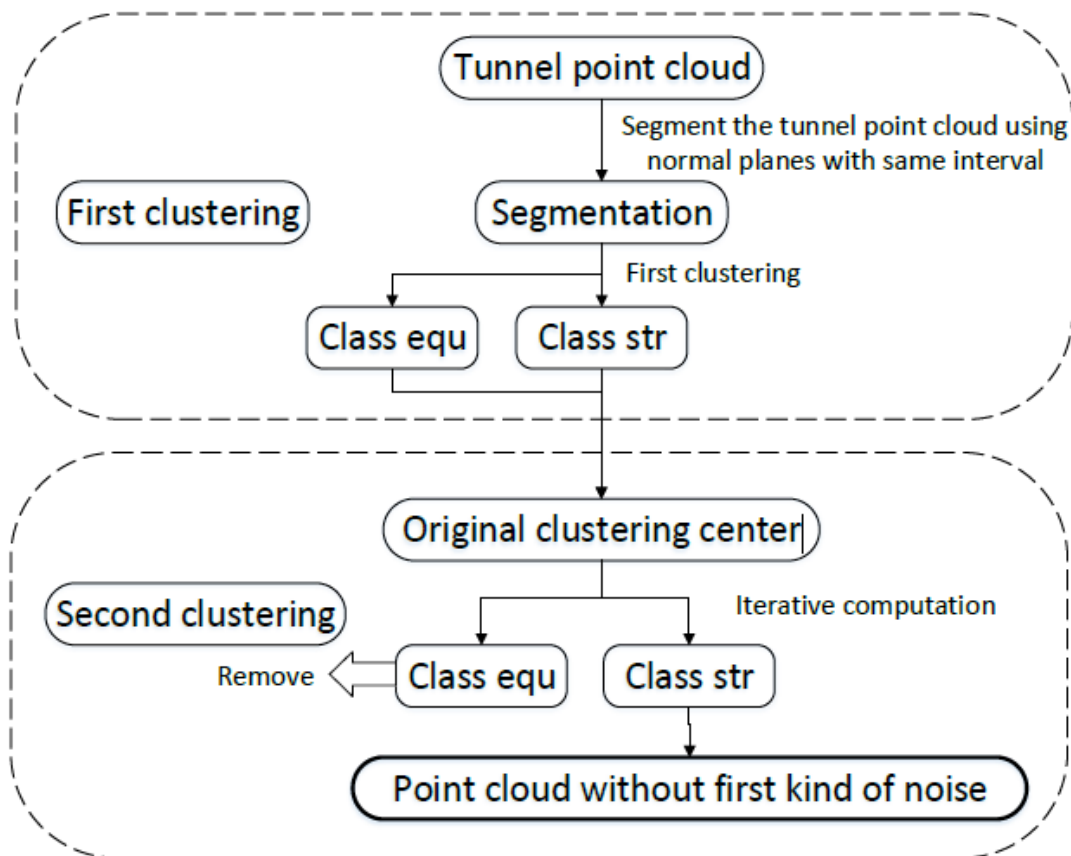 Tunnel point cloud
Segment the tunnel point cloud using
normal planes with same interval
First clustering
Segmentation
First clustering
Class equ
Class str
Original clustering center
Second clustering
Iterative computation
Remove
Class equ
Class str
Point cloud without first kind of noise